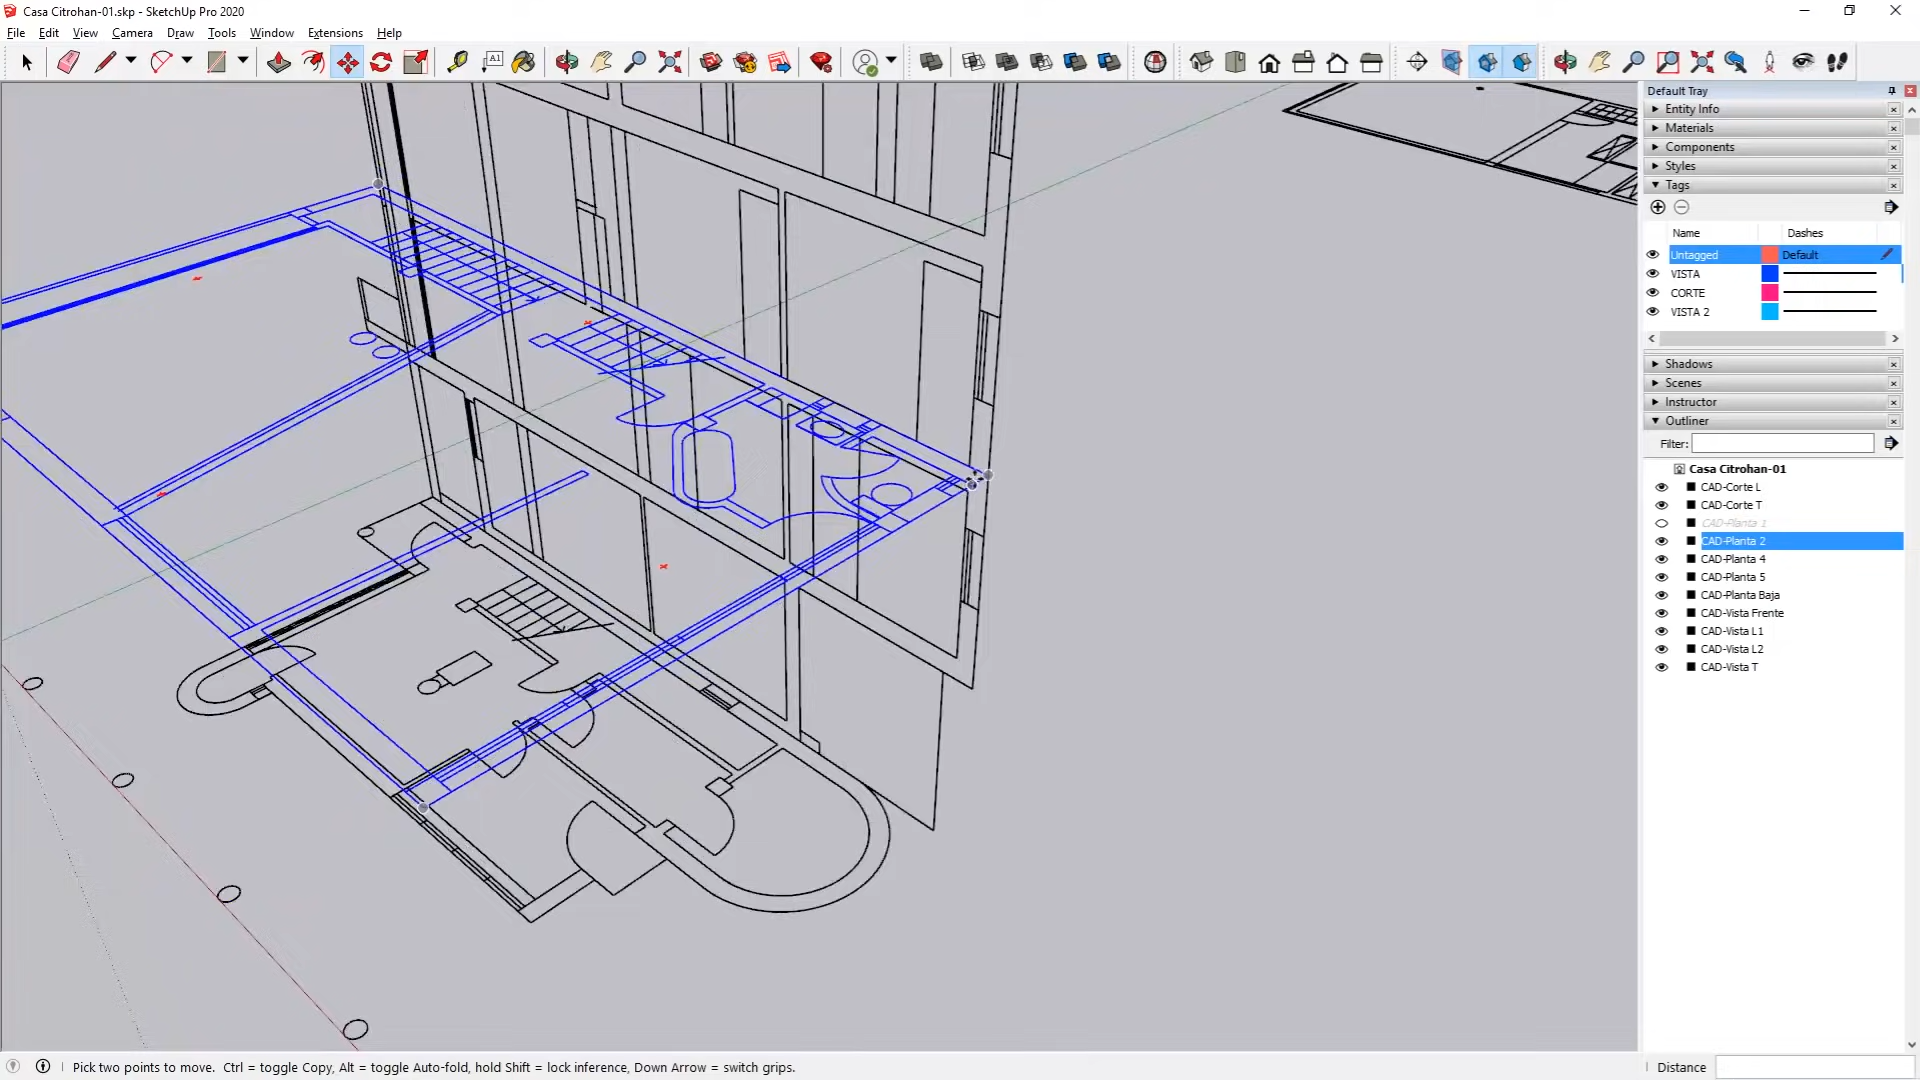 Casa Citrohan-01.skp - SketchUp Pro 2020
File Edit View Camera Draw Tools Window Extensions Help
A1
Default Tray
Entity Info
Materials
Components
Styles
Tags
Name Dashes
Untagged Default
VISTA
CORTE
VISTA 2
Shadows
Scenes
Instructor
Outliner
Filter:
Casa Citrohan-01
CAD-Corte L
CAD-Corte T
CAD-Planta 1
CAD-Planta 2
CAD-Planta 4
CAD-Planta 5
CAD-Planta Baja
CAD-Vista Frente
CAD-Vista L1
CAD-Vista L2
CAD-Vista T
Pick two points to move. Ctrl = toggle Copy, Alt = toggle Auto-fold, hold Shift = lock inference, Down Arrow = switch grips.
Distance